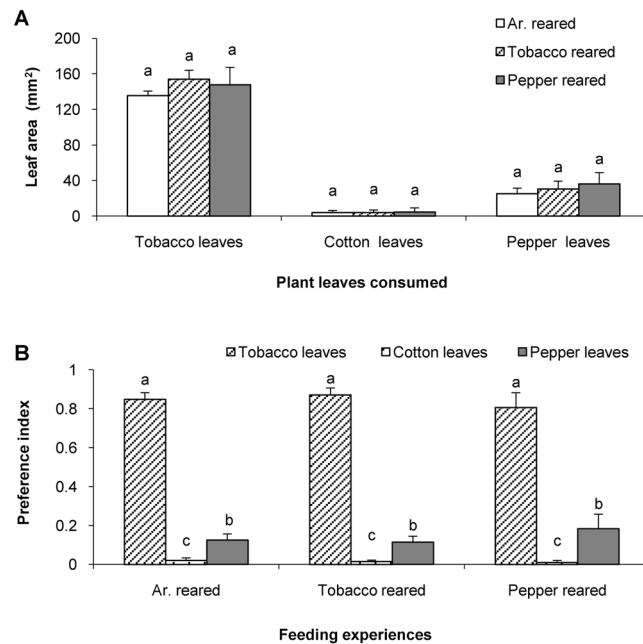 A
Leaf area (mm²)
200
160
120
80
40
0
Ar. reared
Tobacco reared
Pepper reared
a a a
a a a
a a a
Tobacco leaves Cotton leaves Pepper leaves
Plant leaves consumed
B
Preference index
1
0.8
0.6
0.4
0.2
0
Tobacco leaves Cotton leaves Pepper leaves
a c b
a c b
a c b
Ar. reared Tobacco reared Pepper reared
Feeding experiences